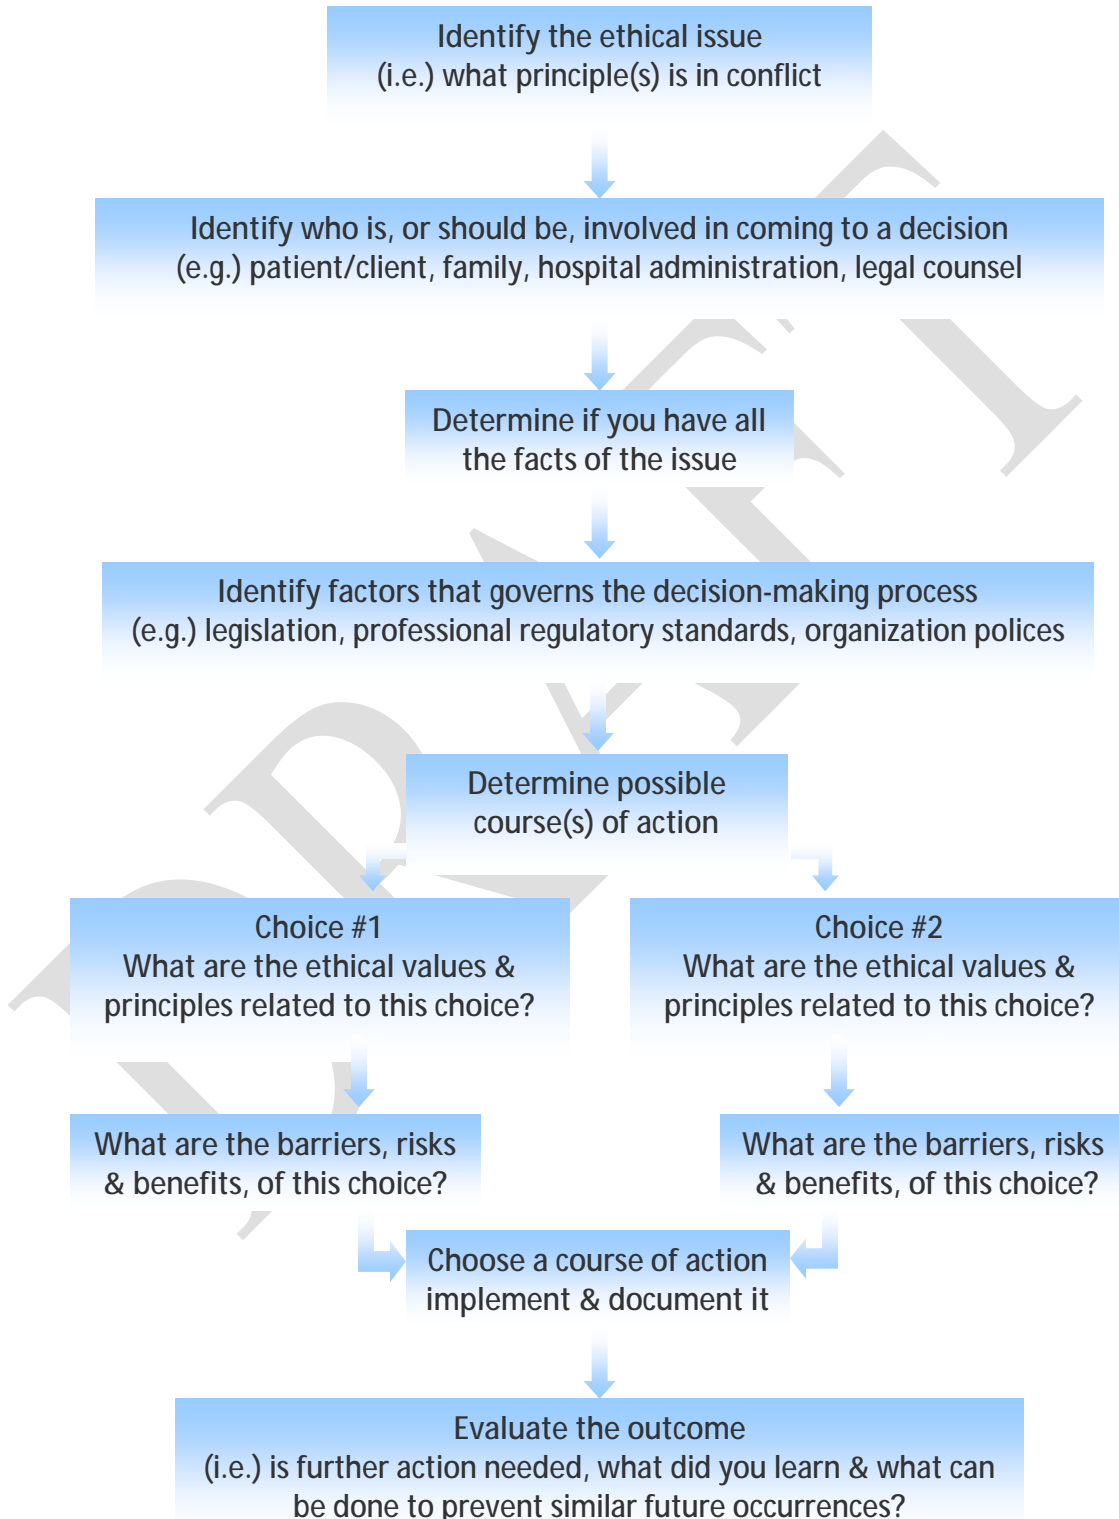 Identify the ethical issue
(i.e.) what principle(s) is in conflict
Identify who is, or should be, involved in coming to a decision
(e.g.) patient/client, family, hospital administration, legal counsel
Determine if you have all
the facts of the issue
Identify factors that governs the decision-making process
(e.g.) legislation, professional regulatory standards, organization polices
Determine possible
course(s) of action
Choice #1
What are the ethical values &
principles related to this choice?
Choice #2
What are the ethical values &
principles related to this choice?
What are the barriers, risks
& benefits, of this choice?
What are the barriers, risks
& benefits, of this choice?
Choose a course of action
implement & document it
Evaluate the outcome
(i.e.) is further action needed, what did you learn & what can
be done to prevent similar future occurrences?
DRAFT